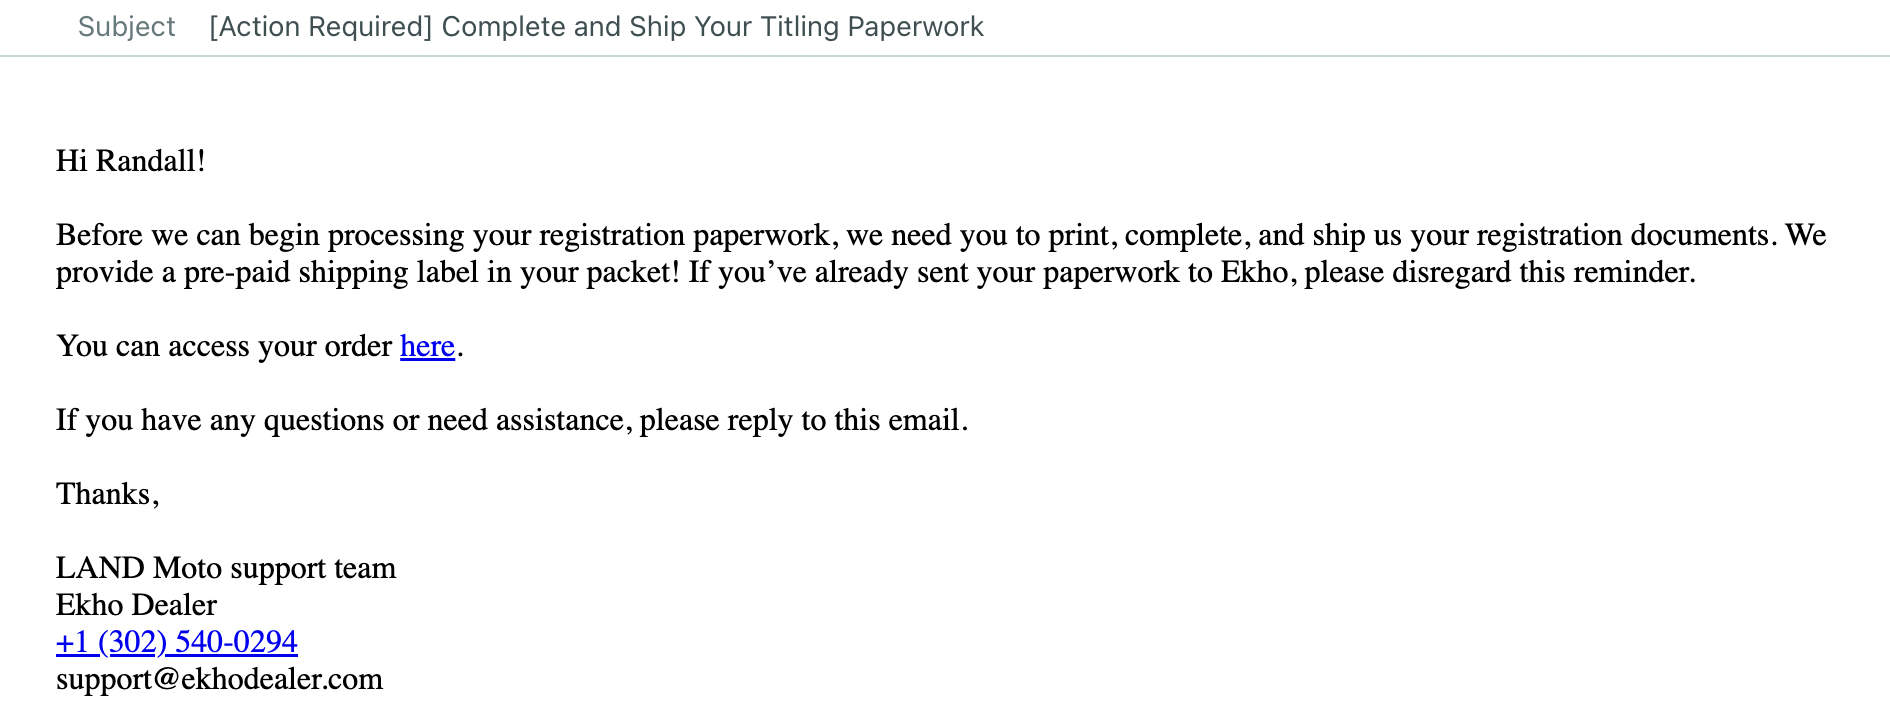 Subject [Action Required] Complete and Ship Your Titling Paperwork
Hi Randall!
Before we can begin processing your registration paperwork, we need you to print, complete, and ship us your registration documents. We
provide a pre-paid shipping label in your packet! If you’ve already sent your paperwork to Ekho, please disregard this reminder.
You can access your order here.
If you have any questions or need assistance, please reply to this email.
Thanks,
LAND Moto support team
Ekho Dealer
+1 (302) 540-0294
support@ekhodealer.com